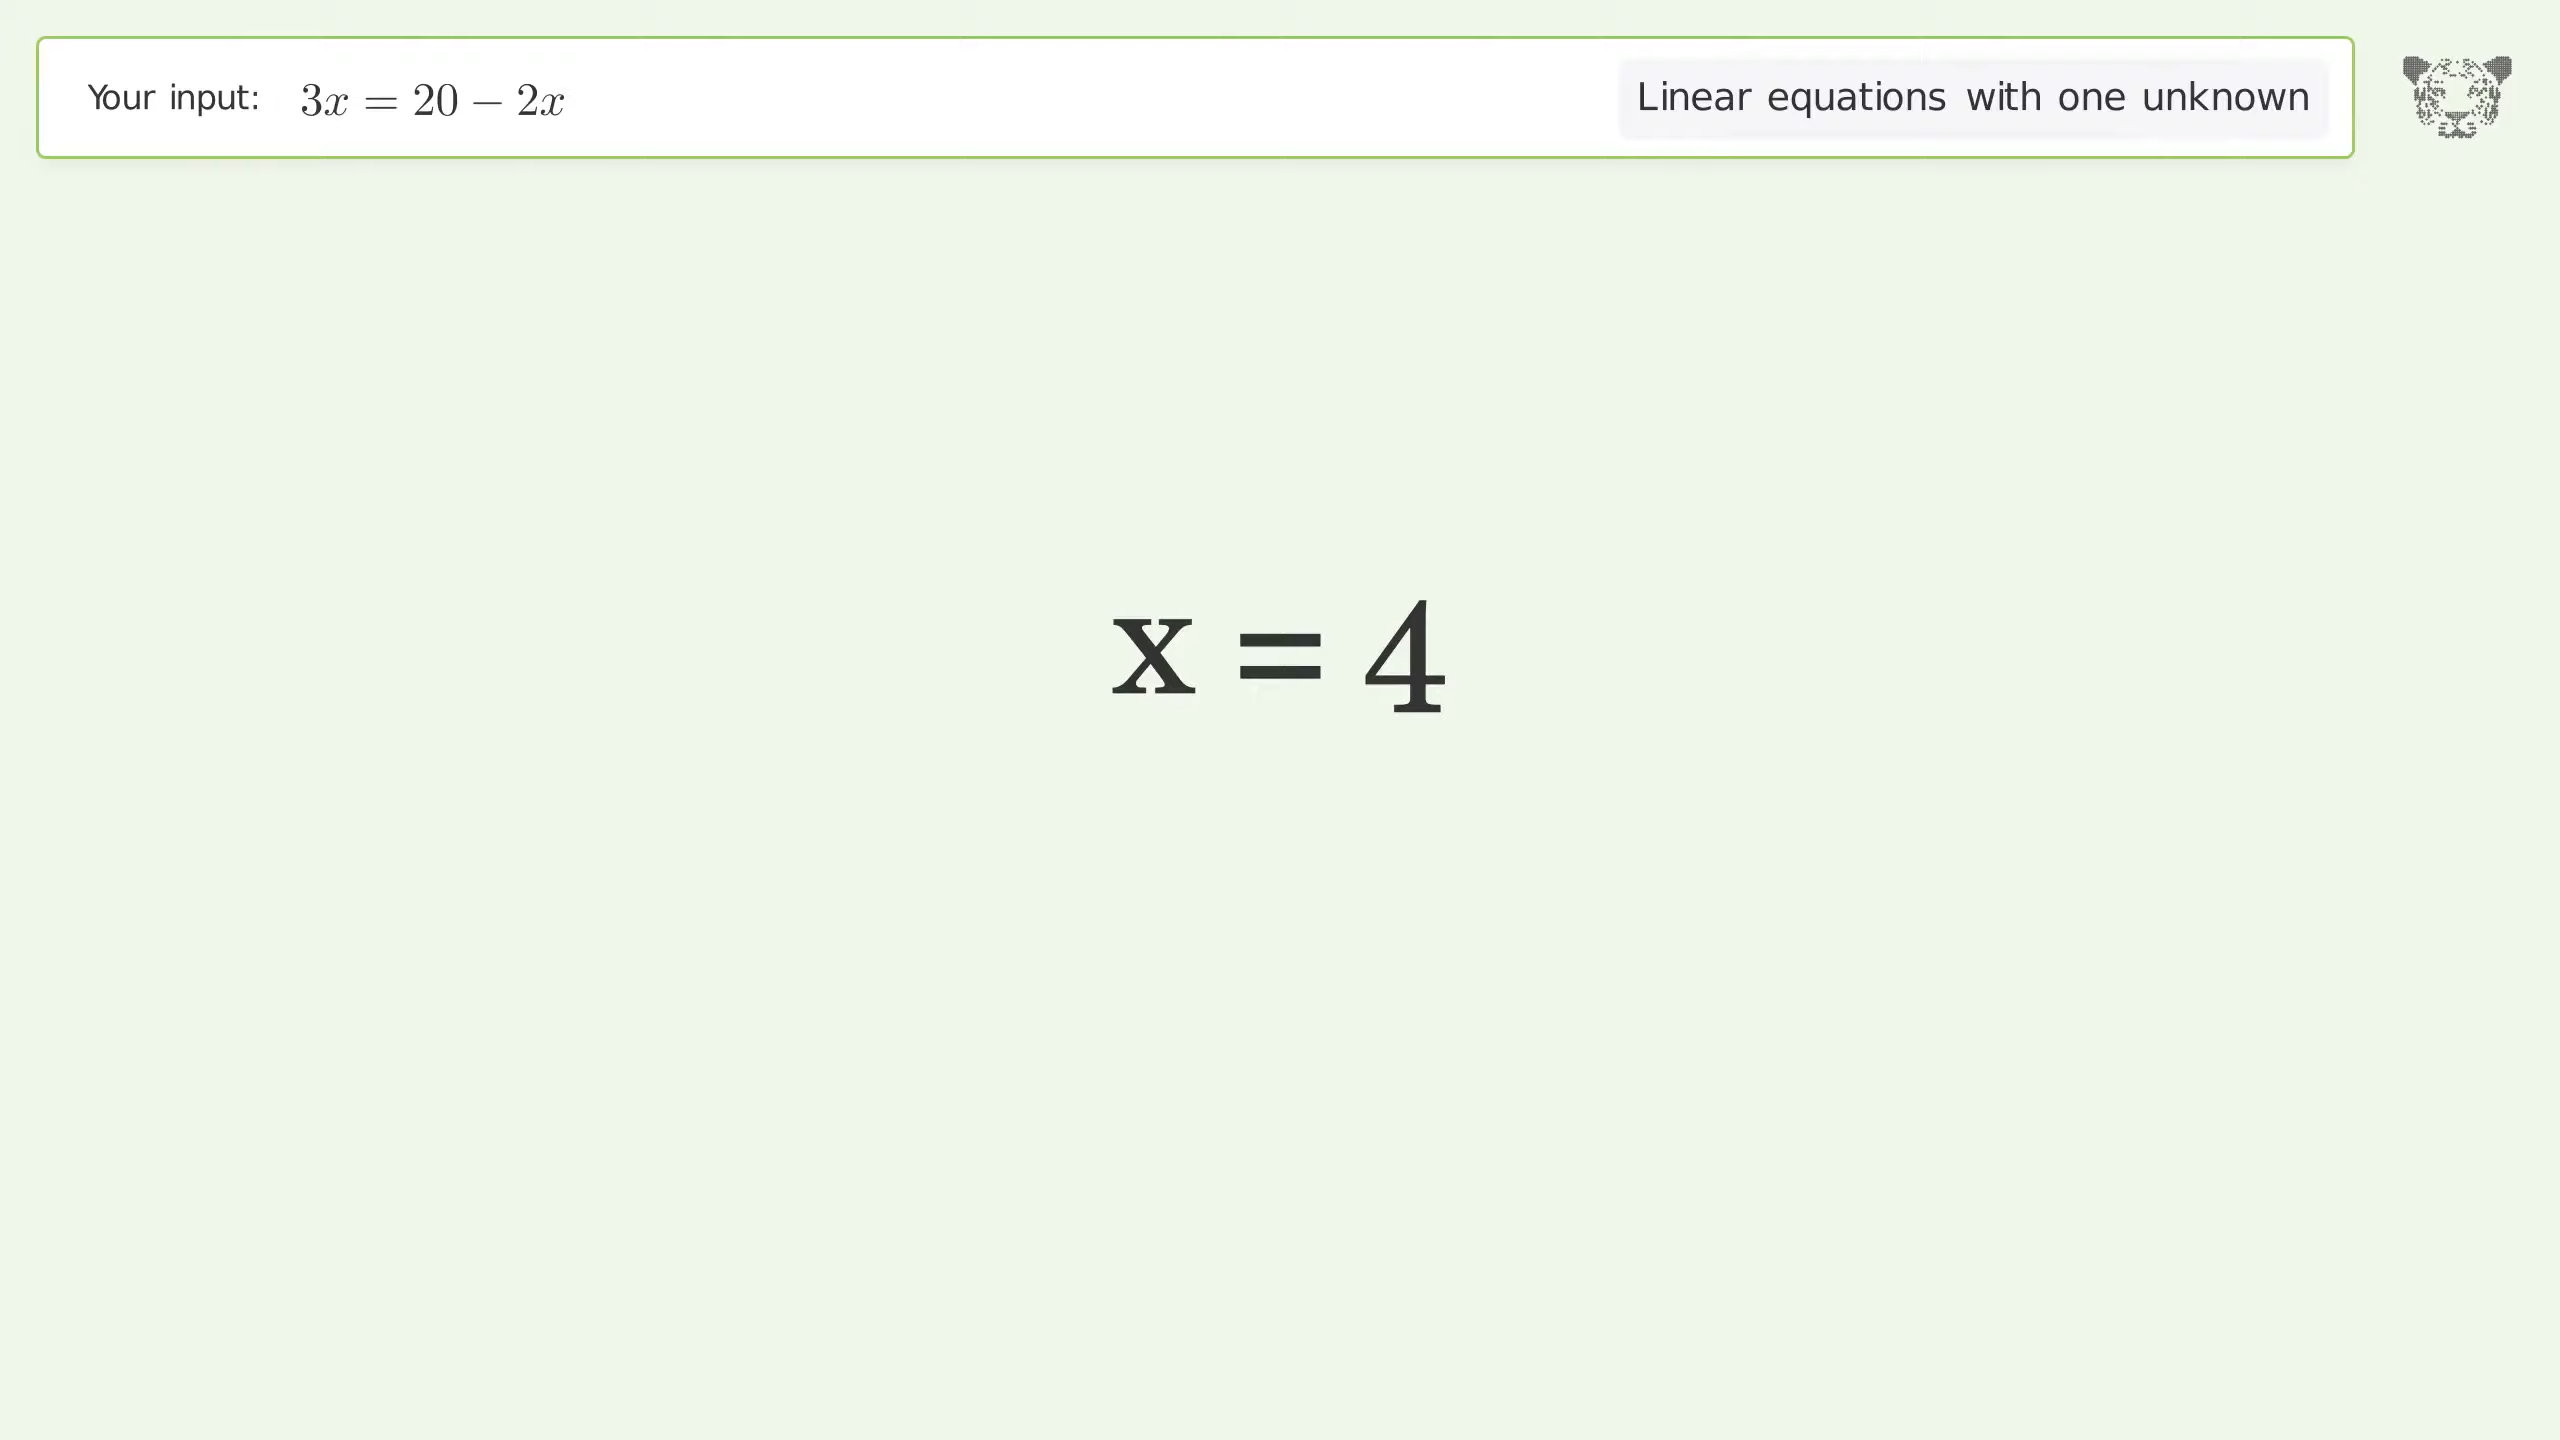 Your input: 3x = 20 − 2x
Linear equations with one unknown
x = 4